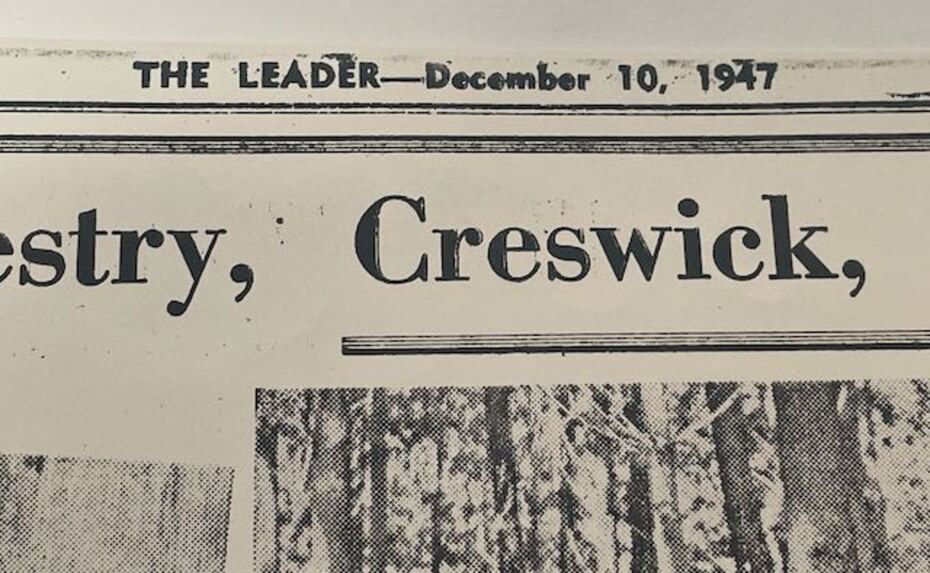 THE LEADER—December 10, 1947
estry, Creswick,